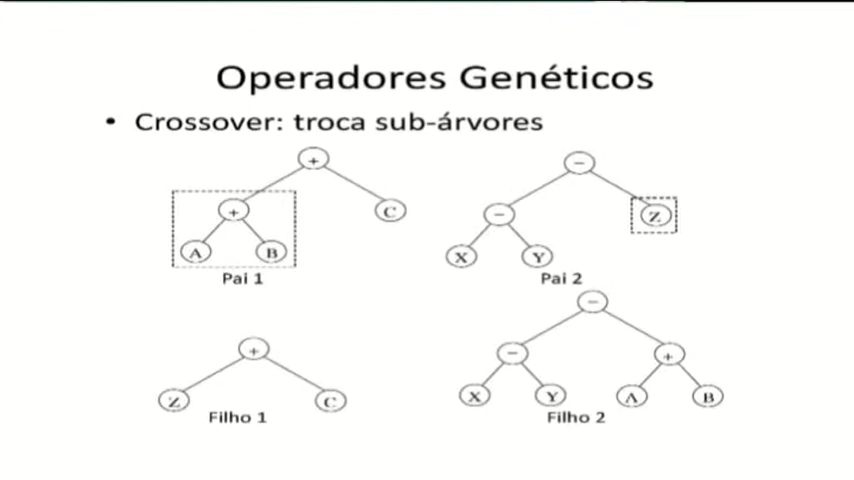 Operadores Genéticos
• Crossover: troca sub-árvores
+ −
+ C − Z
A B X Y
Pai 1 Pai 2
−
+ − +
Z C X Y A B
Filho 1 Filho 2